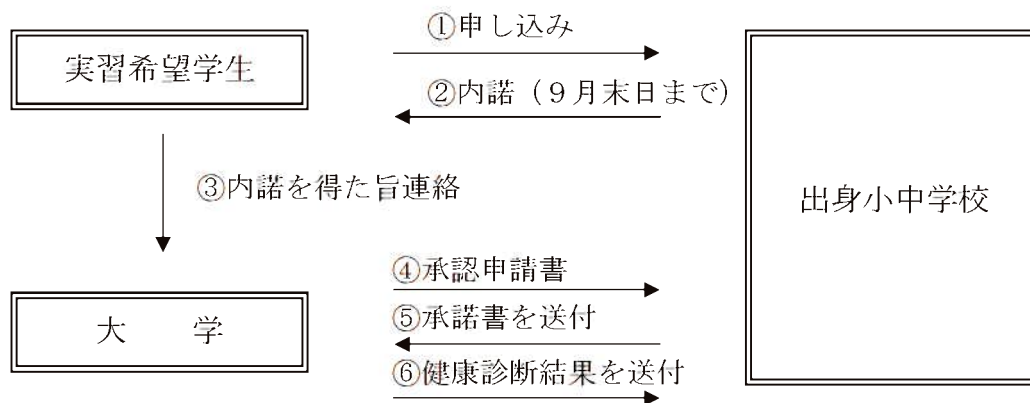 ①申し込み
実習希望学生
②内諾（９月末日まで）
③内諾を得た旨連絡
出身小中学校
④承認申請書
大　　学
⑤承諾書を送付
⑥健康診断結果を送付